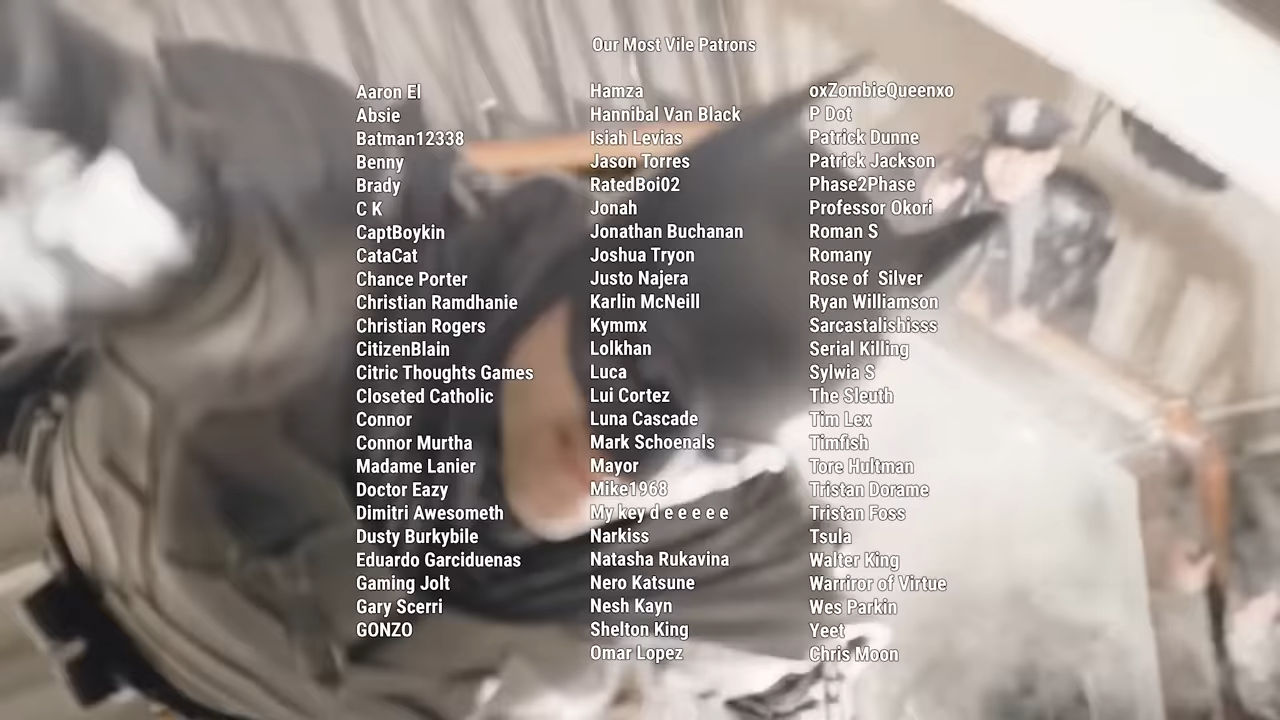 Our Most Vile Patrons
Aaron El
Absie
Batman12338
Benny
Brady
C K
CaptBoykin
CataCat
Chance Porter
Christian Ramdhanie
Christian Rogers
CitizenBlain
Citric Thoughts Games
Closeted Catholic
Connor
Connor Murtha
Madame Lanier
Doctor Eazy
Dimitri Awesometh
Dusty Burkybile
Eduardo Garciduenas
Gaming Jolt
Gary Scerri
GONZO
Hamza
Hannibal Van Black
Isiah Levias
Jason Torres
RatedBoi02
Jonah
Jonathan Buchanan
Joshua Tryon
Justo Najera
Karlin McNeill
Kymmx
Lolkhan
Luca
Lui Cortez
Luna Cascade
Mark Schoenals
Mayor
Mike1968
My key d e e e e e
Narkiss
Natasha Rukavina
Nero Katsune
Nesh Kayn
Shelton King
Omar Lopez
oxZombieQueenxo
P Dot
Patrick Dunne
Patrick Jackson
Phase2Phase
Professor Okori
Roman S
Romany
Rose of  Silver
Ryan Williamson
Sarcastalishisss
Serial Killing
Sylwia S
The Sleuth
Tim Lex
Timfish
Tore Hultman
Tristan Dorame
Tristan Foss
Tsula
Walter King
Warriror of Virtue
Wes Parkin
Yeet
Chris Moon